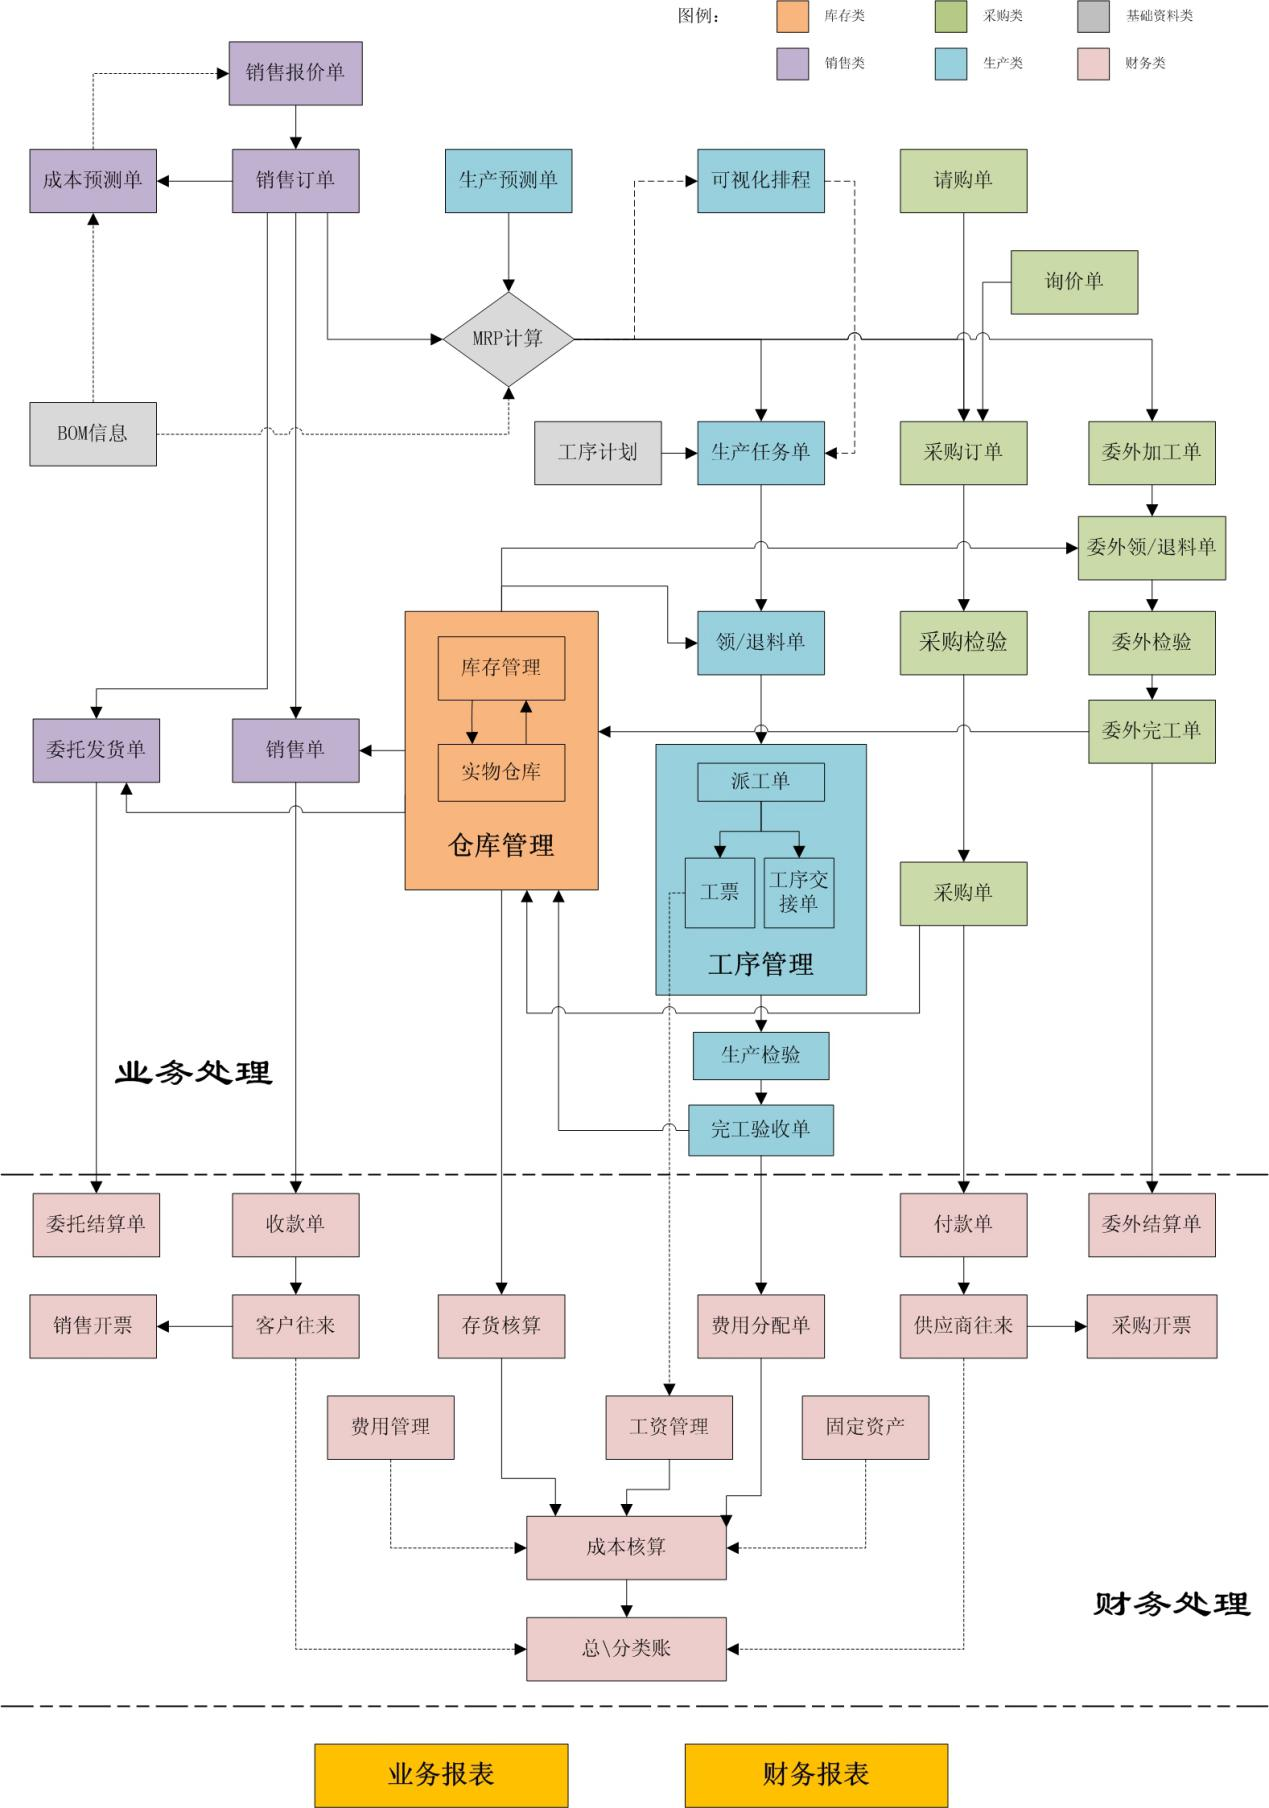 图例：
库存类
采购类
基础资料类
销售类
生产类
财务类
销售报价单
成本预测单
销售订单
生产预测单
可视化排程
请购单
询价单
MRP计算
BOM信息
工序计划
生产任务单
采购订单
委外加工单
委外领/退料单
库存管理
领/退料单
采购检验
委外检验
委托发货单
销售单
实物仓库
委外完工单
派工单
仓库管理
工票
工序交
接单
采购单
工序管理
生产检验
业务处理
完工验收单
委托结算单
收款单
付款单
委外结算单
销售开票
客户往来
存货核算
费用分配单
供应商往来
采购开票
费用管理
工资管理
固定资产
成本核算
财务处理
总\分类账
业务报表
财务报表